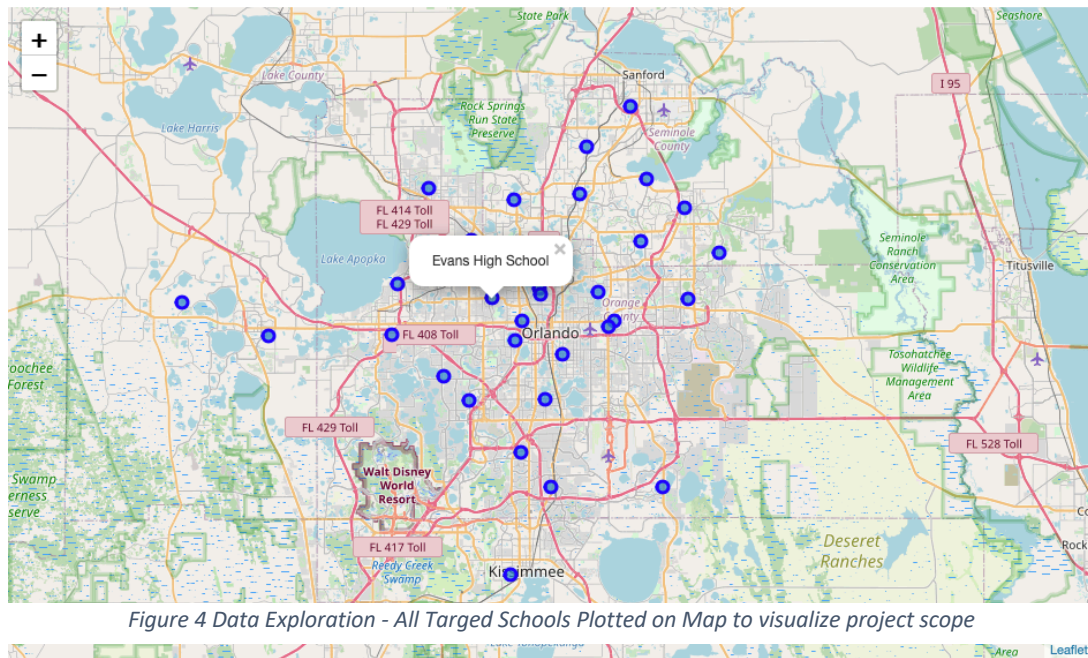 +
−
State Park
Seashore
Sanford
Lake County
I 95
Rock Springs
Run State
Preserve
Lake Harris
Seminole
County
FL 414 Toll
FL 429 Toll
Lake Apopka
×
Evans High School
Seminole
Ranch
Conservation
Area
Titusville
Orange
Orlando
FL 408 Toll
Tosohatchee
Wildlife
Management
Area
oochee
Forest
FL 429 Toll
FL 528 Toll
Walt Disney
World
Resort
Swamp
erness
serve
Co
FL 417 Toll
Deseret
Ranches
Rock
Reedy Creek
Swamp
Figure 4 Data Exploration - All Targed Schools Plotted on Map to visualize project scope
Area
Leaflet